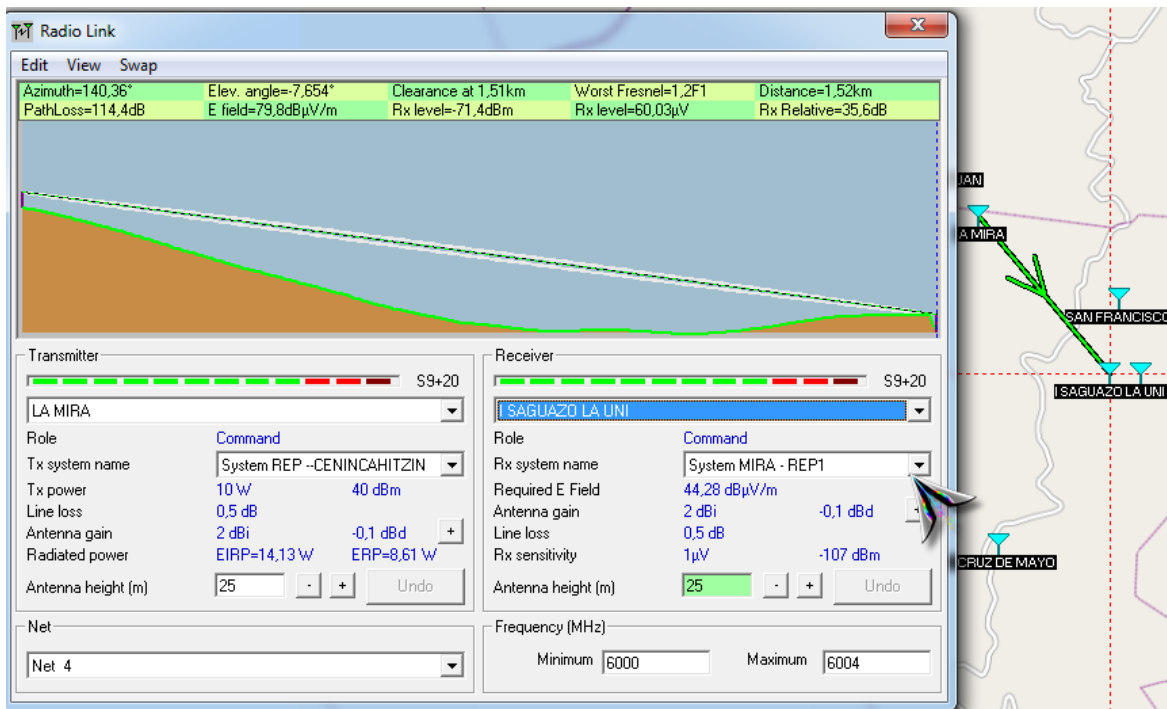 Radio Link
Edit View Swap
Azimuth=140,36° Elev. angle=-7,654° Clearance at 1,51km Worst Fresnel=1,2F1 Distance=1,52km
PathLoss=114,4dB E field=79,8dBµV/m Rx level=-71,4dBm Rx level=60,03µV Rx Relative=35,6dB
Transmitter
S9+20
LA MIRA
Role Command
Tx system name System REP --CENINCAHITZIN
Tx power 10 W 40 dBm
Line loss 0,5 dB
Antenna gain 2 dBi -0,1 dBd +
Radiated power EIRP=14,13 W ERP=8,61 W
Antenna height (m) 25 - + Undo
Net
Net 4
Receiver
S9+20
I SAGUAZO LA UNI
Role Command
Rx system name System MIRA - REP1
Required E Field 44,28 dBµV/m
Antenna gain 2 dBi -0,1 dBd +
Line loss 0,5 dB
Rx sensitivity 1µV -107 dBm
Antenna height (m) 25 - + Undo
Frequency (MHz)
Minimum 6000 Maximum 6004
UAN
A MIRA
SAN FRANCISCO
I SAGUAZO LA UNI
CRUZ DE MAYO